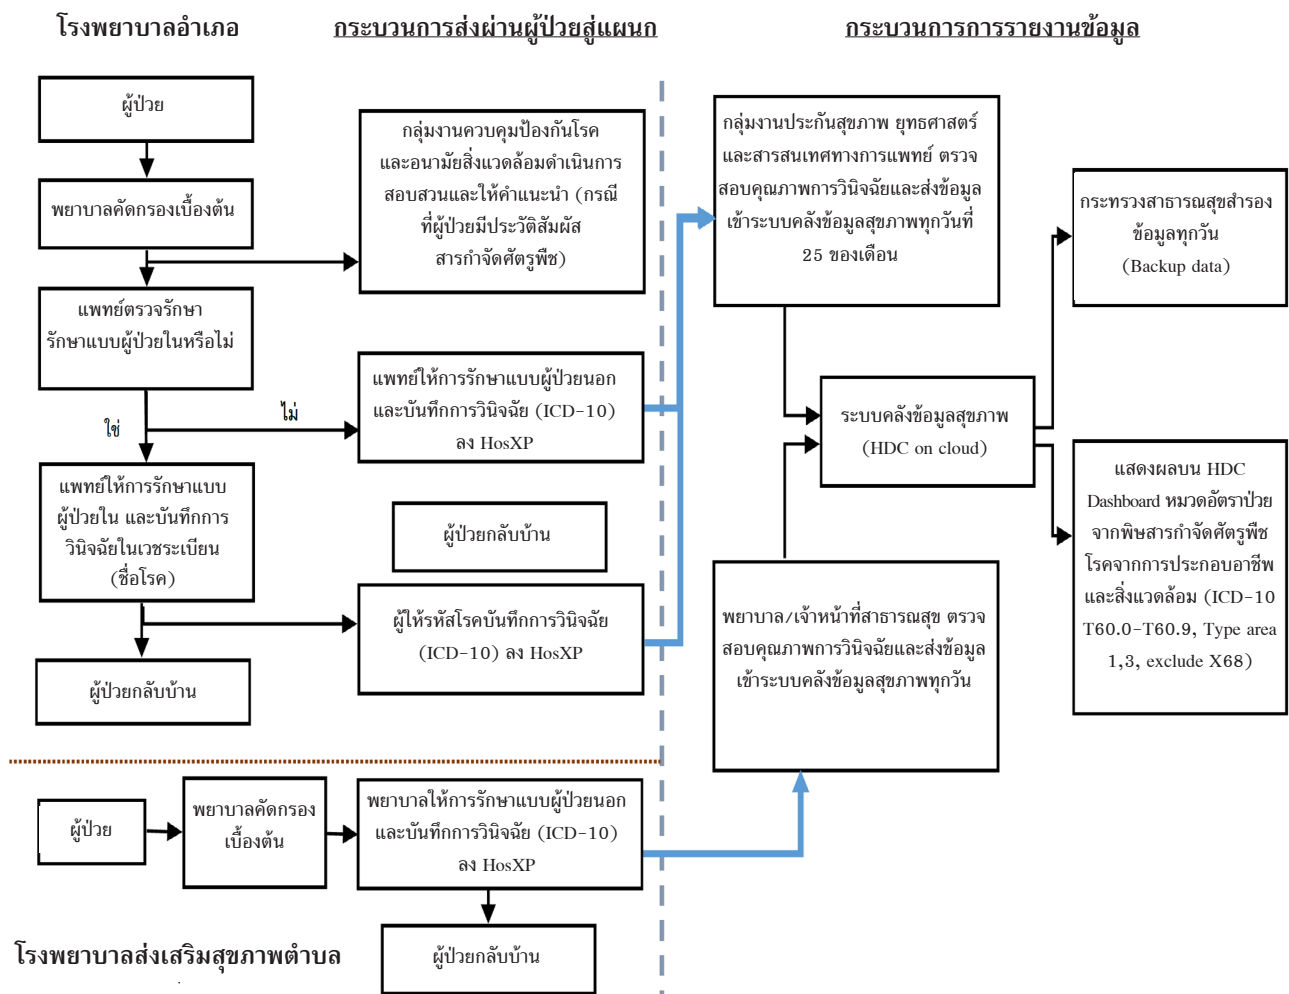 โรงพยาบาลอำเภอ
กระบวนการส่งผ่านผู้ป่วยสู่แผนก
กระบวนการการรายงานข้อมูล
ผู้ป่วย
พยาบาลคัดกรองเบื้องต้น
แพทย์ตรวจรักษา
รักษาแบบผู้ป่วยในหรือไม่
ใช่
ไม่
แพทย์ให้การรักษาแบบ
ผู้ป่วยใน และบันทึกการ
วินิจฉัยในเวชระเบียน
(ชื่อโรค)
ผู้ป่วยกลับบ้าน
กลุ่มงานควบคุมป้องกันโรค
และอนามัยสิ่งแวดล้อมดำเนินการ
สอบสวนและให้คำแนะนำ (กรณี
ที่ผู้ป่วยมีประวัติสัมผัส
สารกำจัดศัตรูพืช)
แพทย์ให้การรักษาแบบผู้ป่วยนอก
และบันทึกการวินิจฉัย (ICD-10)
ลง HosXP
ผู้ป่วยกลับบ้าน
ผู้ให้รหัสโรคบันทึกการวินิจฉัย
(ICD-10) ลง HosXP
กลุ่มงานประกันสุขภาพ ยุทธศาสตร์
และสารสนเทศทางการแพทย์ ตรวจ
สอบคุณภาพการวินิจฉัยและส่งข้อมูล
เข้าระบบคลังข้อมูลสุขภาพทุกวันที่
25 ของเดือน
ระบบคลังข้อมูลสุขภาพ
(HDC on cloud)
พยาบาล/เจ้าหน้าที่สาธารณสุข ตรวจ
สอบคุณภาพการวินิจฉัยและส่งข้อมูล
เข้าระบบคลังข้อมูลสุขภาพทุกวัน
กระทรวงสาธารณสุขสำรอง
ข้อมูลทุกวัน
(Backup data)
แสดงผลบน HDC
Dashboard หมวดอัตราป่วย
จากพิษสารกำจัดศัตรูพืช
โรคจากการประกอบอาชีพ
และสิ่งแวดล้อม (ICD-10
T60.0-T60.9, Type area
1,3, exclude X68)
ผู้ป่วย
พยาบาลคัดกรอง
เบื้องต้น
พยาบาลให้การรักษาแบบผู้ป่วยนอก
และบันทึกการวินิจฉัย (ICD-10)
ลง HosXP
ผู้ป่วยกลับบ้าน
โรงพยาบาลส่งเสริมสุขภาพตำบล